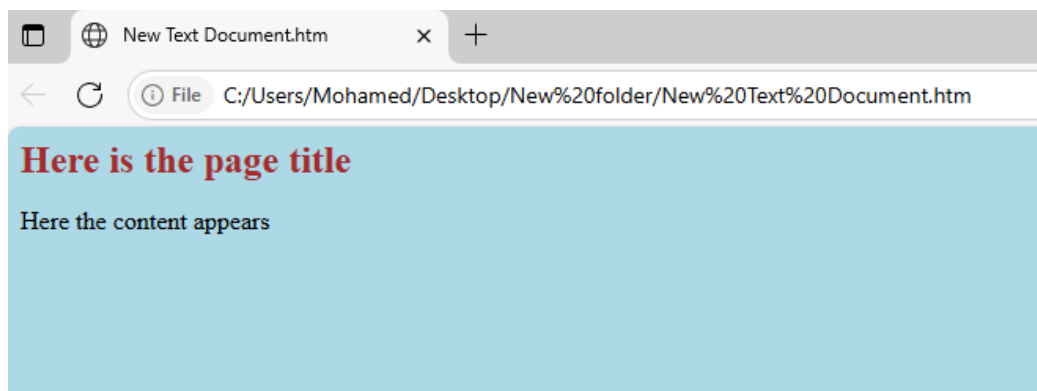 New Text Document.htm
File C:/Users/Mohamed/Desktop/New%20folder/New%20Text%20Document.htm
Here is the page title
Here the content appears